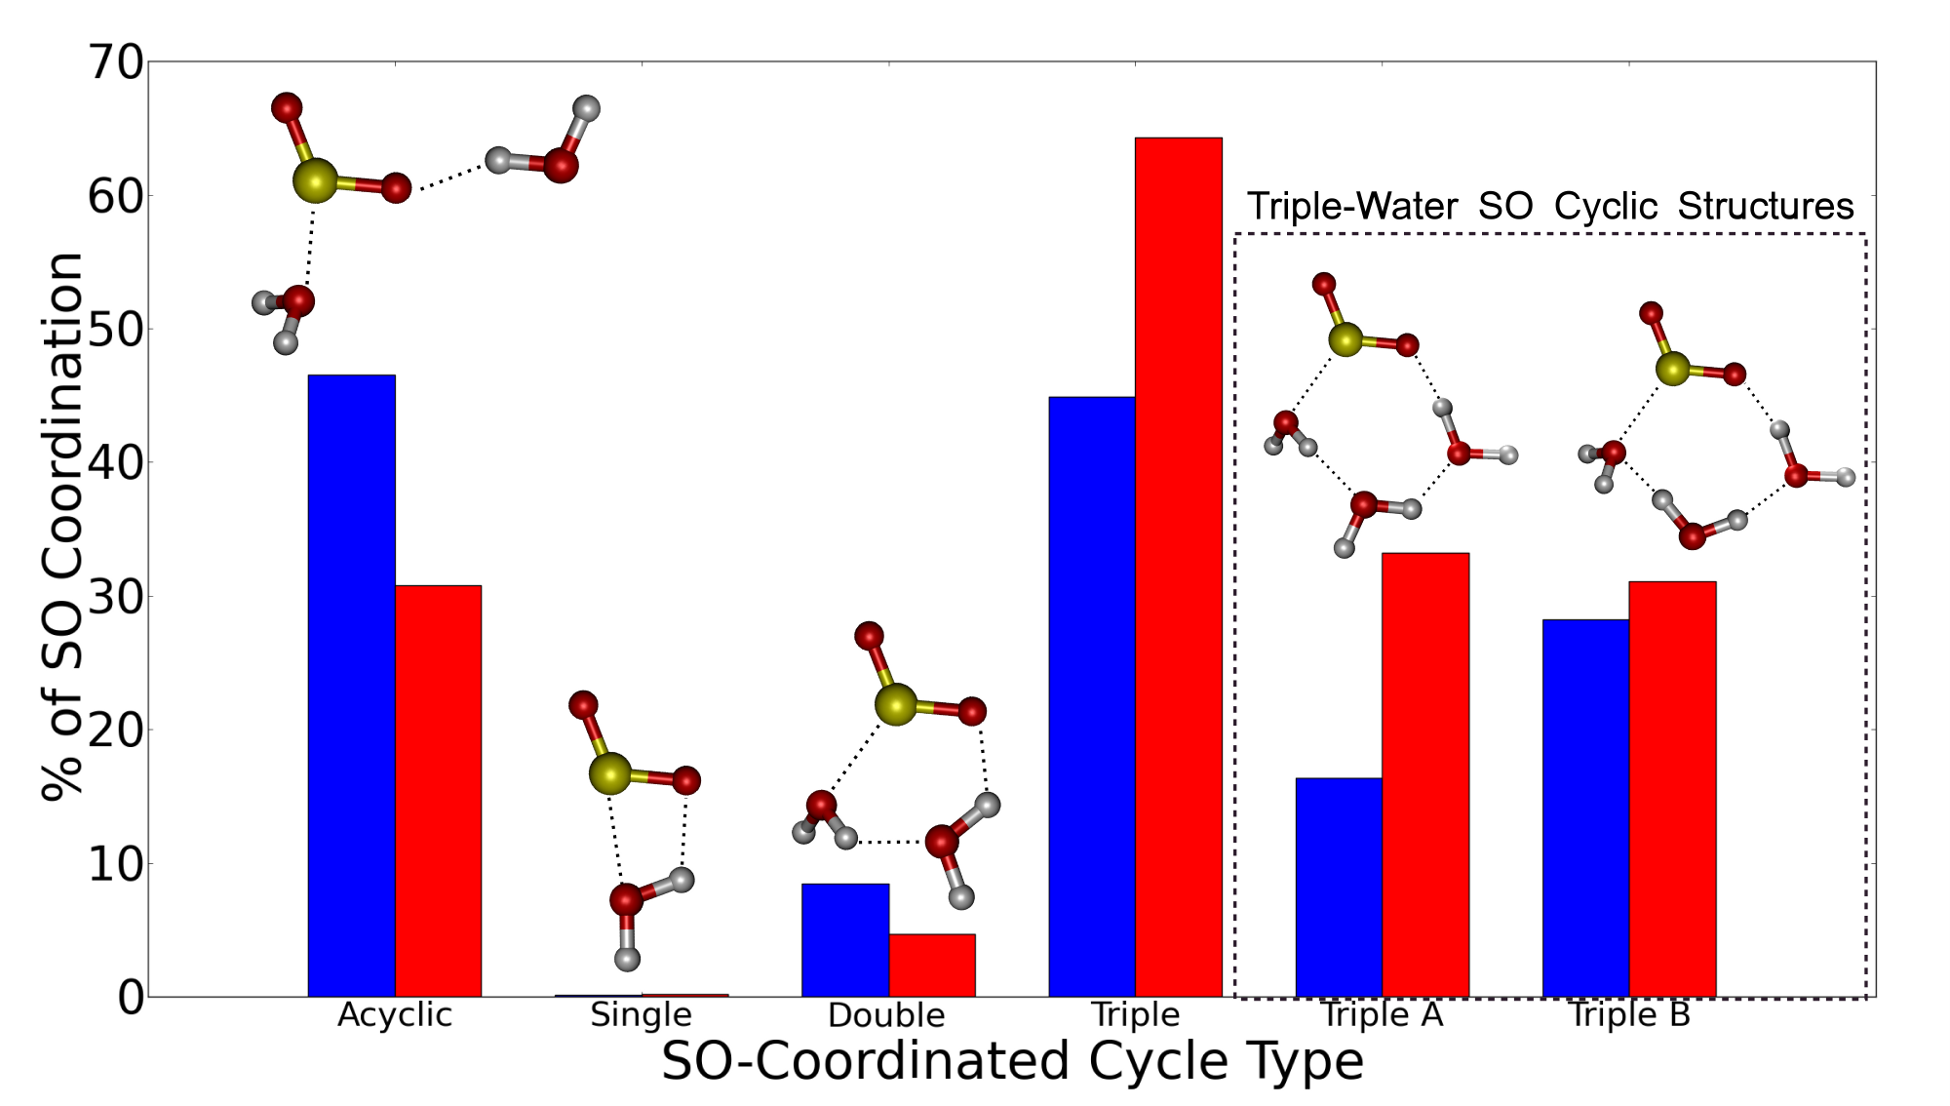 70
60
50
40
30
20
10
0
% of SO Coordination
Triple-Water SO Cyclic Structures
Acyclic
Single
Double
Triple
Triple A
Triple B
SO-Coordinated Cycle Type